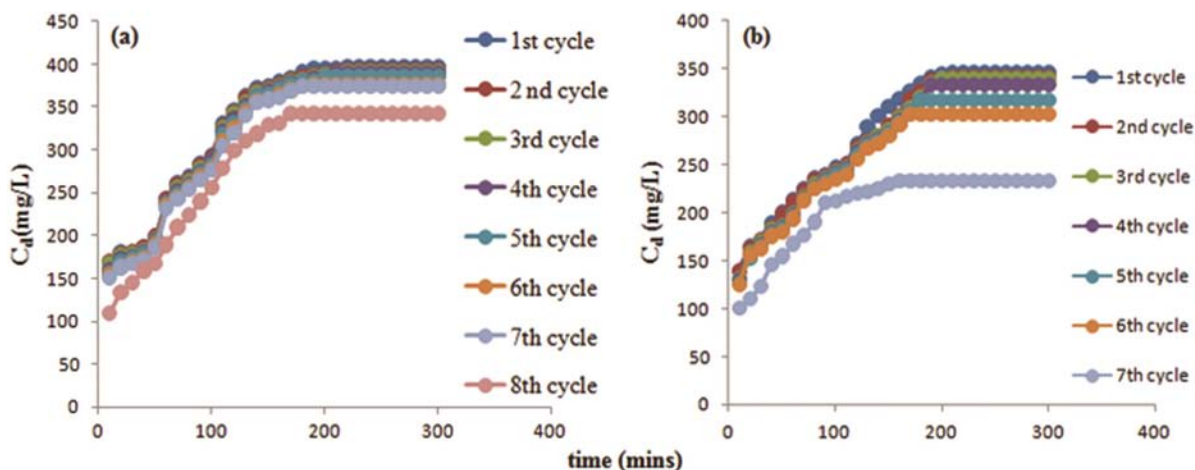 (a)
450
400
350
300
250
200
150
100
50
0
0
100
200
300
400
Cd(mg/L)
1st cycle
2 nd cycle
3rd cycle
4th cycle
5th cycle
6th cycle
7th cycle
8th cycle
(b)
400
350
300
250
200
150
100
50
0
0
100
200
300
400
Cd (mg/L)
1st cycle
2nd cycle
3rd cycle
4th cycle
5th cycle
6th cycle
7th cycle
time (mins)